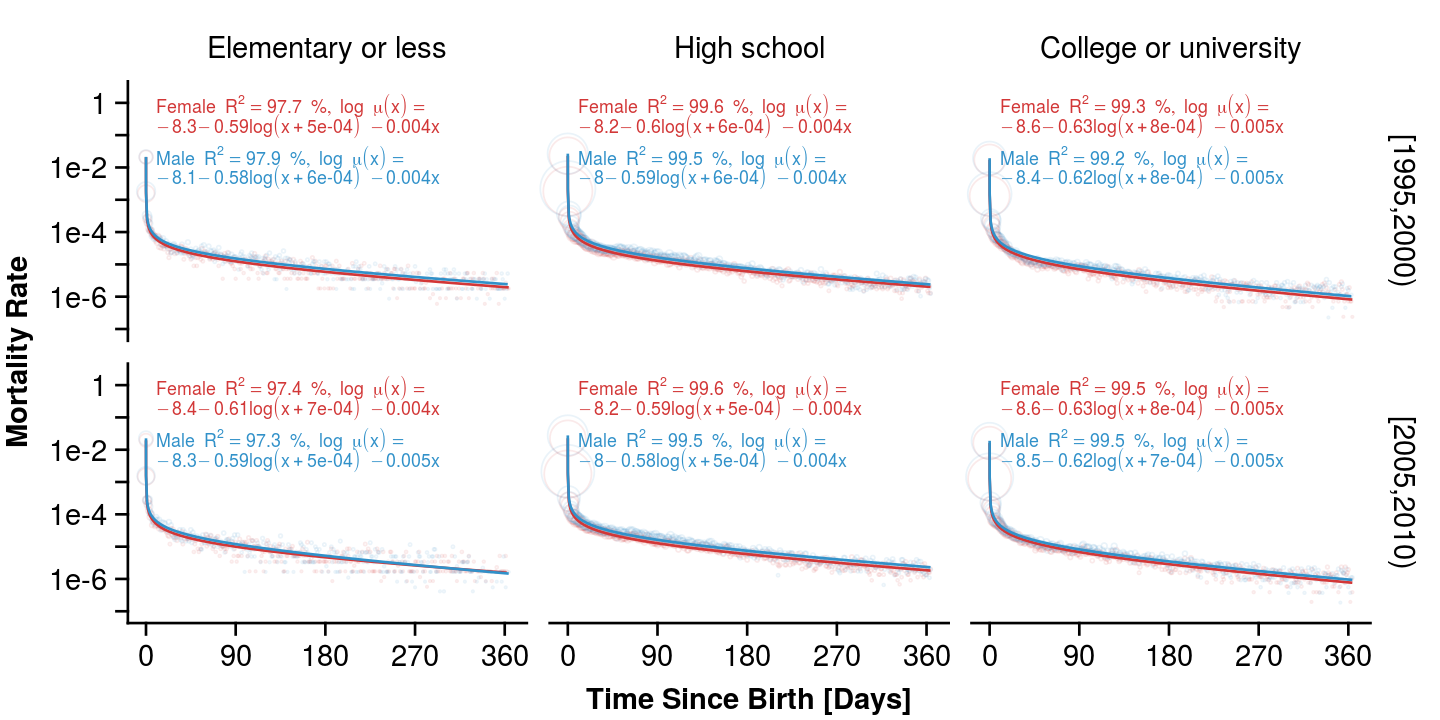 Elementary or less
High school
College or university
Mortality Rate
1
1e-2
1e-4
1e-6
Female R² = 97.7 %, log μ(x) =
−8.3−0.59log(x+5e-04) −0.004x
Male R² = 97.9 %, log μ(x) =
−8.1−0.58log(x+6e-04) −0.004x
Female R² = 99.6 %, log μ(x) =
−8.2−0.6log(x+6e-04) −0.004x
Male R² = 99.5 %, log μ(x) =
−8−0.59log(x+6e-04) −0.004x
Female R² = 99.3 %, log μ(x) =
−8.6−0.63log(x+8e-04) −0.005x
Male R² = 99.2 %, log μ(x) =
−8.4−0.62log(x+8e-04) −0.005x
[1995,2000)
1
1e-2
1e-4
1e-6
Female R² = 97.4 %, log μ(x) =
−8.4−0.61log(x+7e-04) −0.004x
Male R² = 97.3 %, log μ(x) =
−8.3−0.59log(x+5e-04) −0.005x
Female R² = 99.6 %, log μ(x) =
−8.2−0.59log(x+5e-04) −0.004x
Male R² = 99.5 %, log μ(x) =
−8−0.58log(x+5e-04) −0.004x
Female R² = 99.5 %, log μ(x) =
−8.6−0.63log(x+8e-04) −0.005x
Male R² = 99.5 %, log μ(x) =
−8.5−0.62log(x+7e-04) −0.005x
[2005,2010)
0 90 180 270 360
0 90 180 270 360
0 90 180 270 360
Time Since Birth [Days]